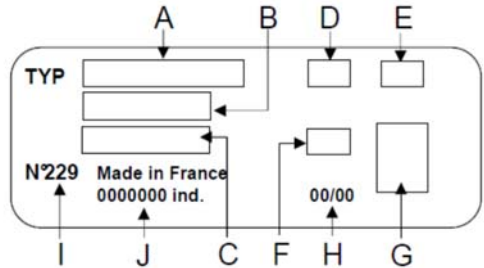 A B D E
TYP
N°229 Made in France
0000000 ind. 00/00
I J C F H G